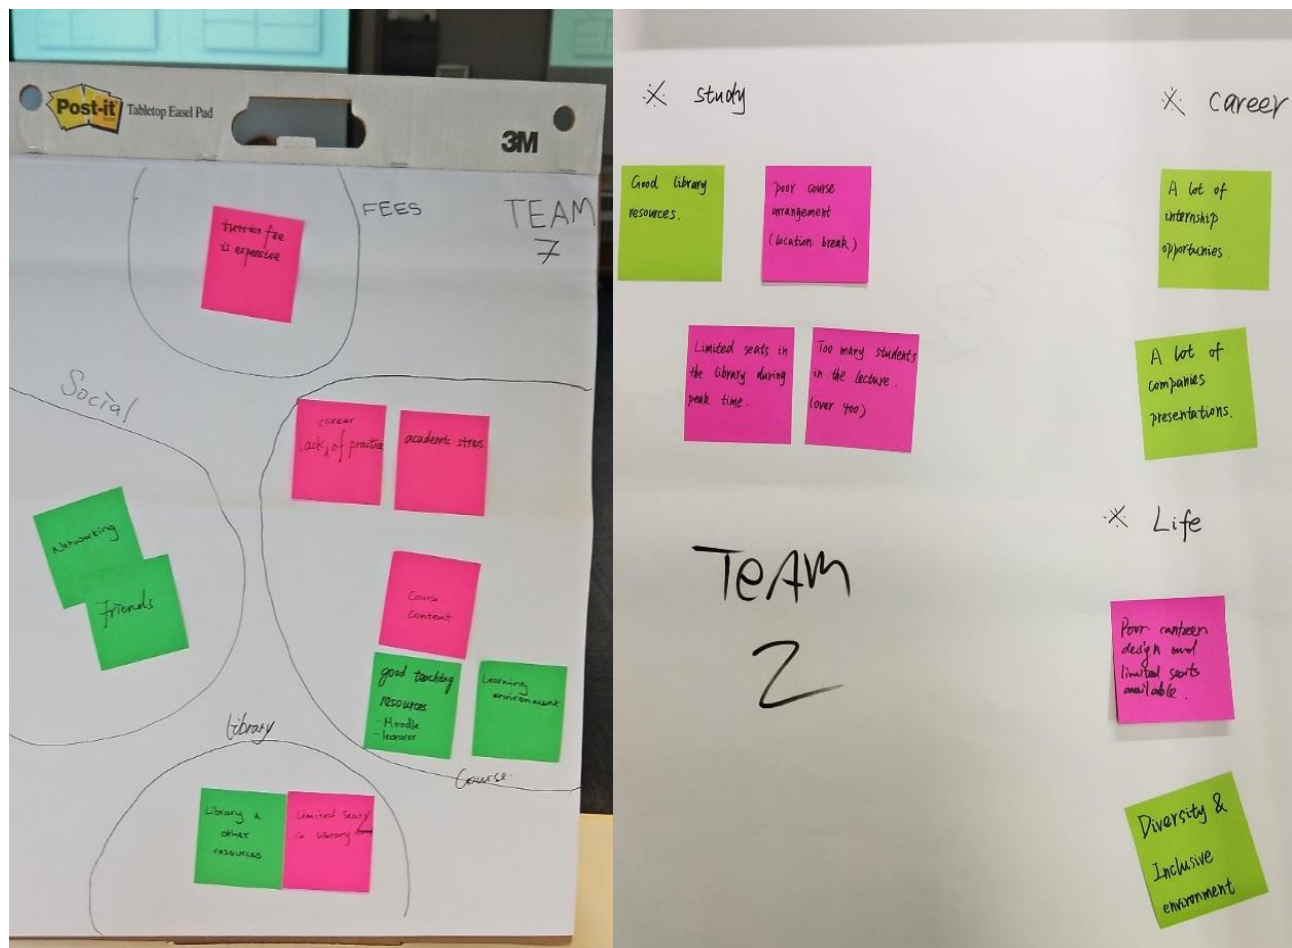 Post-it
Tabletop Easel Pad
3M
FEES
TEAM
7
tuition fee
is expensive
Social
Networking
Friends
career
lack of practice
academic stress
Course
content
good teaching
resources
- Moodle
Learning
environment
Course
Library
Library &
other
resources
Limited Seats
in library
※ study
Good library
resources.
poor course
arrangement
(location. break)
Limited seats in
the library during
peak time.
Too many students
in the lecture.
(over 400)
※ career
A lot of
internship
opportunies.
A lot of
companies
presentations.
TEAM
2
※ Life
Poor canteen
design and
limited seats
available.
Diversity &
Inclusive
environment